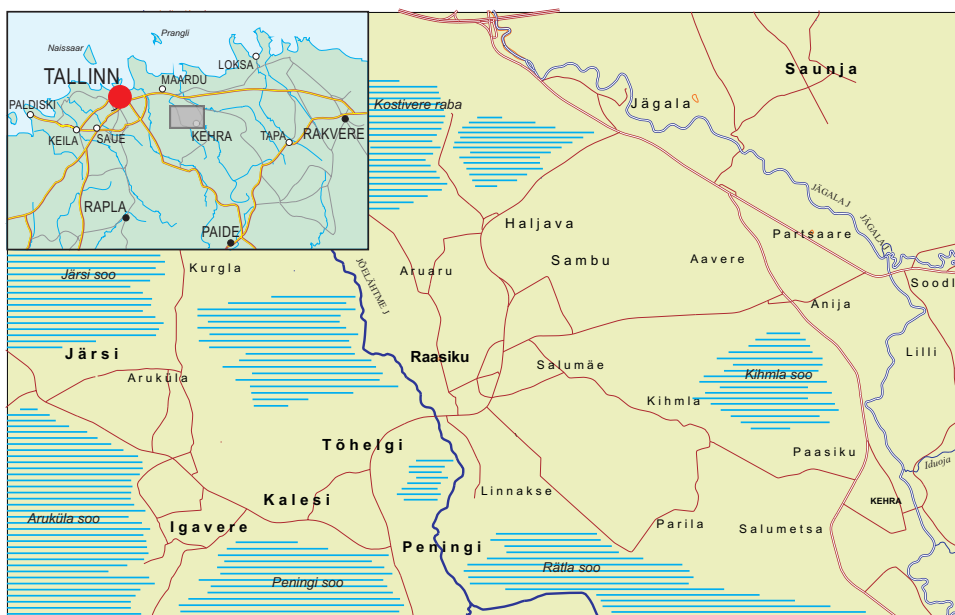 Naissaar
Prangli
LOKSA
TALLINN
MAARDU
PALDISKI
KEILA
SAUE
KEHRA
TAPA
RAKVERE
RAPLA
PAIDE
Kostivere raba
Jägala
Saunja
JÄGALA J
JÄGALA J
Haljava
Partsaare
Järsi soo
Kurgla
JÕELÄHTME J
Aruaru
Sambu
Aavere
Soodl
Anija
Järsi
Raasiku
Lilli
Aruküla
Salumäe
Kihmla soo
Kihmla
Tõhelgi
Paasiku
Iduoja
Kalesi
Linnakse
KEHRA
Aruküla soo
Igavere
Parila
Salumetsa
Peningi
Peningi soo
Rätla soo